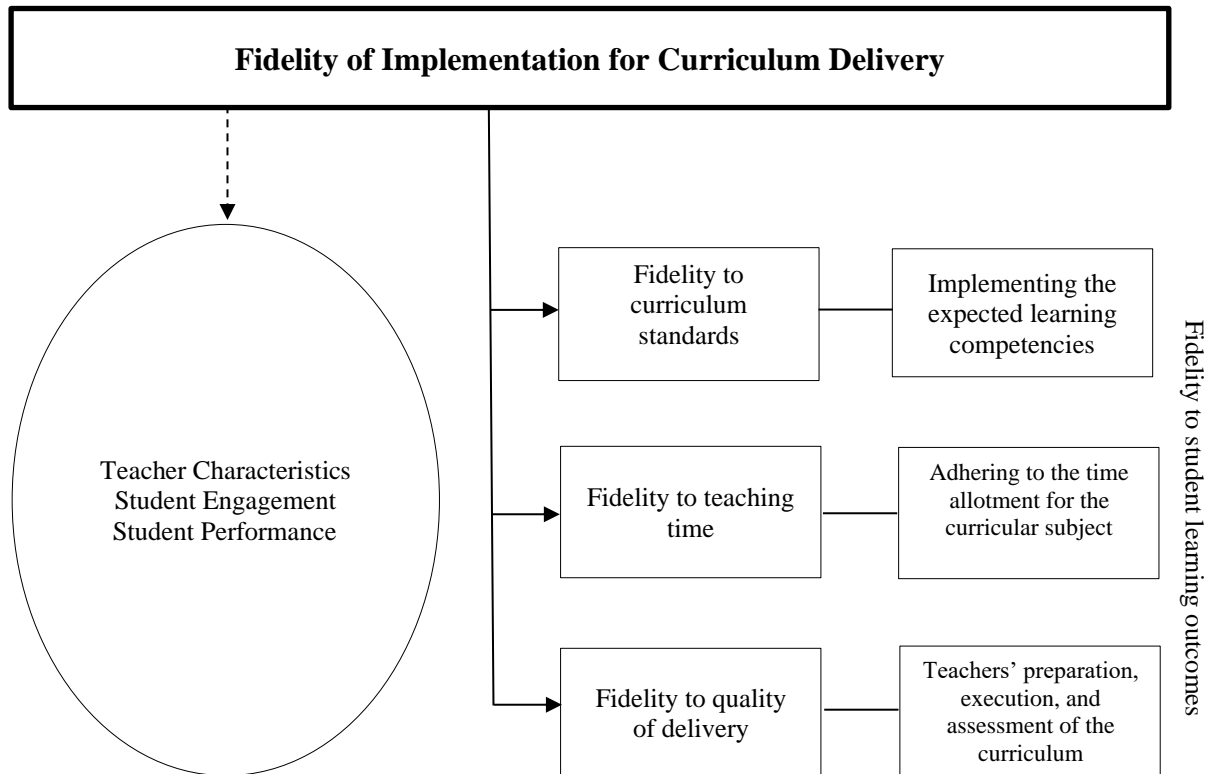 Fidelity of Implementation for Curriculum Delivery
Teacher Characteristics
Student Engagement
Student Performance
Fidelity to
curriculum
standards
Implementing the
expected learning
competencies
Fidelity to teaching
time
Adhering to the time
allotment for the
curricular subject
Fidelity to quality
of delivery
Teachers’ preparation,
execution, and
assessment of the
curriculum
Fidelity to student learning outcomes